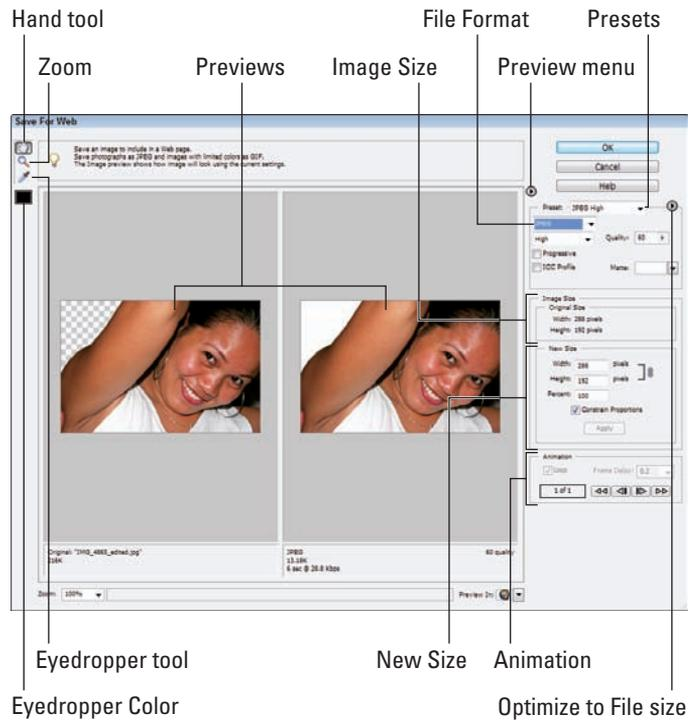 Hand tool
File Format
Presets
Zoom
Previews
Image Size
Preview menu
Save For Web
Save an image to include in a Web page.
Save photographs as JPEG and images with limited colors as GIF.
The Image preview shows how image will look using the current settings.
OK
Cancel
Help
Preset: JPEG High
JPEG
High
Quality: 60
Progressive
ICC Profile
Matte:
Image Size
Original Size
Width: 288 pixels
Height: 192 pixels
New Size
Width: 288 pixels
Height: 192 pixels
Percent: 100
Constrain Proportions
Apply
Animation
Loop
Frame Delay: 0.2
1 of 1
Original: "IMG_4863_edited.jpg"
216K
JPEG
60 quality
13.16K
6 sec @ 28.8 Kbps
Zoom: 100%
Preview In:
Eyedropper tool
New Size
Animation
Eyedropper Color
Optimize to File size